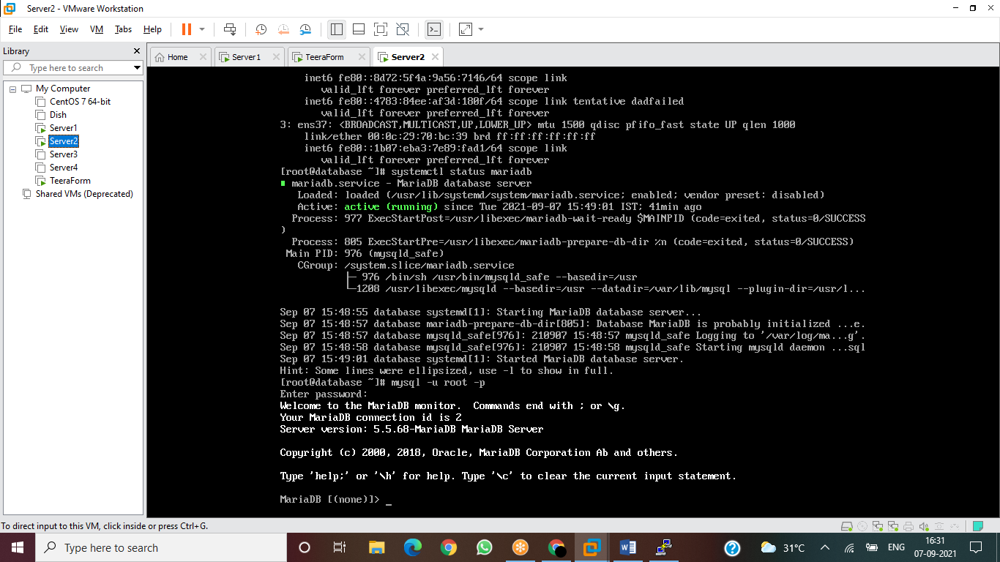 Server2 - VMware Workstation
File Edit View VM Tabs Help
Library
Type here to search
My Computer
CentOS 7 64-bit
Dish
Server1
Server2
Server3
Server4
TeeraForm
Shared VMs (Deprecated)
Home Server1 TeeraForm Server2
inet6 fe80::8d72:5f4a:9a56:7146/64 scope link
valid_lft forever preferred_lft forever
inet6 fe80::4783:84ee:af3d:180f/64 scope link tentative dadfailed
valid_lft forever preferred_lft forever
3: ens37: <BROADCAST,MULTICAST,UP,LOWER_UP> mtu 1500 qdisc pfifo_fast state UP qlen 1000
link/ether 00:0c:29:70:bc:39 brd ff:ff:ff:ff:ff:ff
inet6 fe80::1b07:eba3:7e89:fad1/64 scope link
valid_lft forever preferred_lft forever
[root@database ~]# systemctl status mariadb
mariadb.service - MariaDB database server
Loaded: loaded (/usr/lib/systemd/system/mariadb.service; enabled; vendor preset: disabled)
Active: active (running) since Tue 2021-09-07 15:49:01 IST; 41min ago
Process: 977 ExecStartPost=/usr/libexec/mariadb-wait-ready $MAINPID (code=exited, status=0/SUCCESS
)
Process: 805 ExecStartPre=/usr/libexec/mariadb-prepare-db-dir %n (code=exited, status=0/SUCCESS)
Main PID: 976 (mysqld_safe)
CGroup: /system.slice/mariadb.service
├─ 976 /bin/sh /usr/bin/mysqld_safe --basedir=/usr
└─1208 /usr/libexec/mysqld --basedir=/usr --datadir=/var/lib/mysql --plugin-dir=/usr/l...
Sep 07 15:48:55 database systemd[1]: Starting MariaDB database server...
Sep 07 15:48:57 database mariadb-prepare-db-dir[805]: Database MariaDB is probably initialized ...e.
Sep 07 15:48:57 database mysqld_safe[976]: 210907 15:48:57 mysqld_safe Logging to '/var/log/ma...g'.
Sep 07 15:48:58 database mysqld_safe[976]: 210907 15:48:58 mysqld_safe Starting mysqld daemon ...sql
Sep 07 15:49:01 database systemd[1]: Started MariaDB database server.
Hint: Some lines were ellipsized, use -l to show in full.
[root@database ~]# mysql -u root -p
Enter password:
Welcome to the MariaDB monitor.  Commands end with ; or \g.
Your MariaDB connection id is 2
Server version: 5.5.68-MariaDB MariaDB Server
Copyright (c) 2000, 2018, Oracle, MariaDB Corporation Ab and others.
Type 'help;' or '\h' for help. Type '\c' to clear the current input statement.
MariaDB [(none)]> _
To direct input to this VM, click inside or press Ctrl+G.
Type here to search
31°C
ENG
16:31
07-09-2021